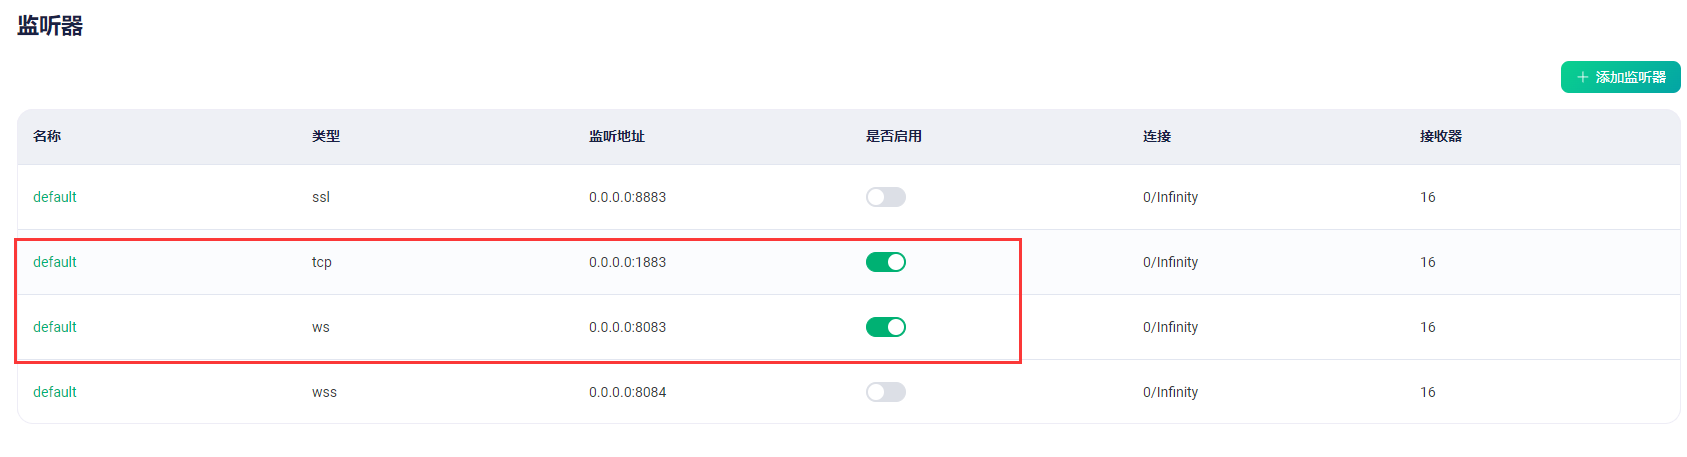 监听器
添加监听器
名称 类型 监听地址 是否启用 连接 接收器
default ssl 0.0.0.0:8883 0/Infinity 16
default tcp 0.0.0.0:1883 0/Infinity 16
default ws 0.0.0.0:8083 0/Infinity 16
default wss 0.0.0.0:8084 0/Infinity 16